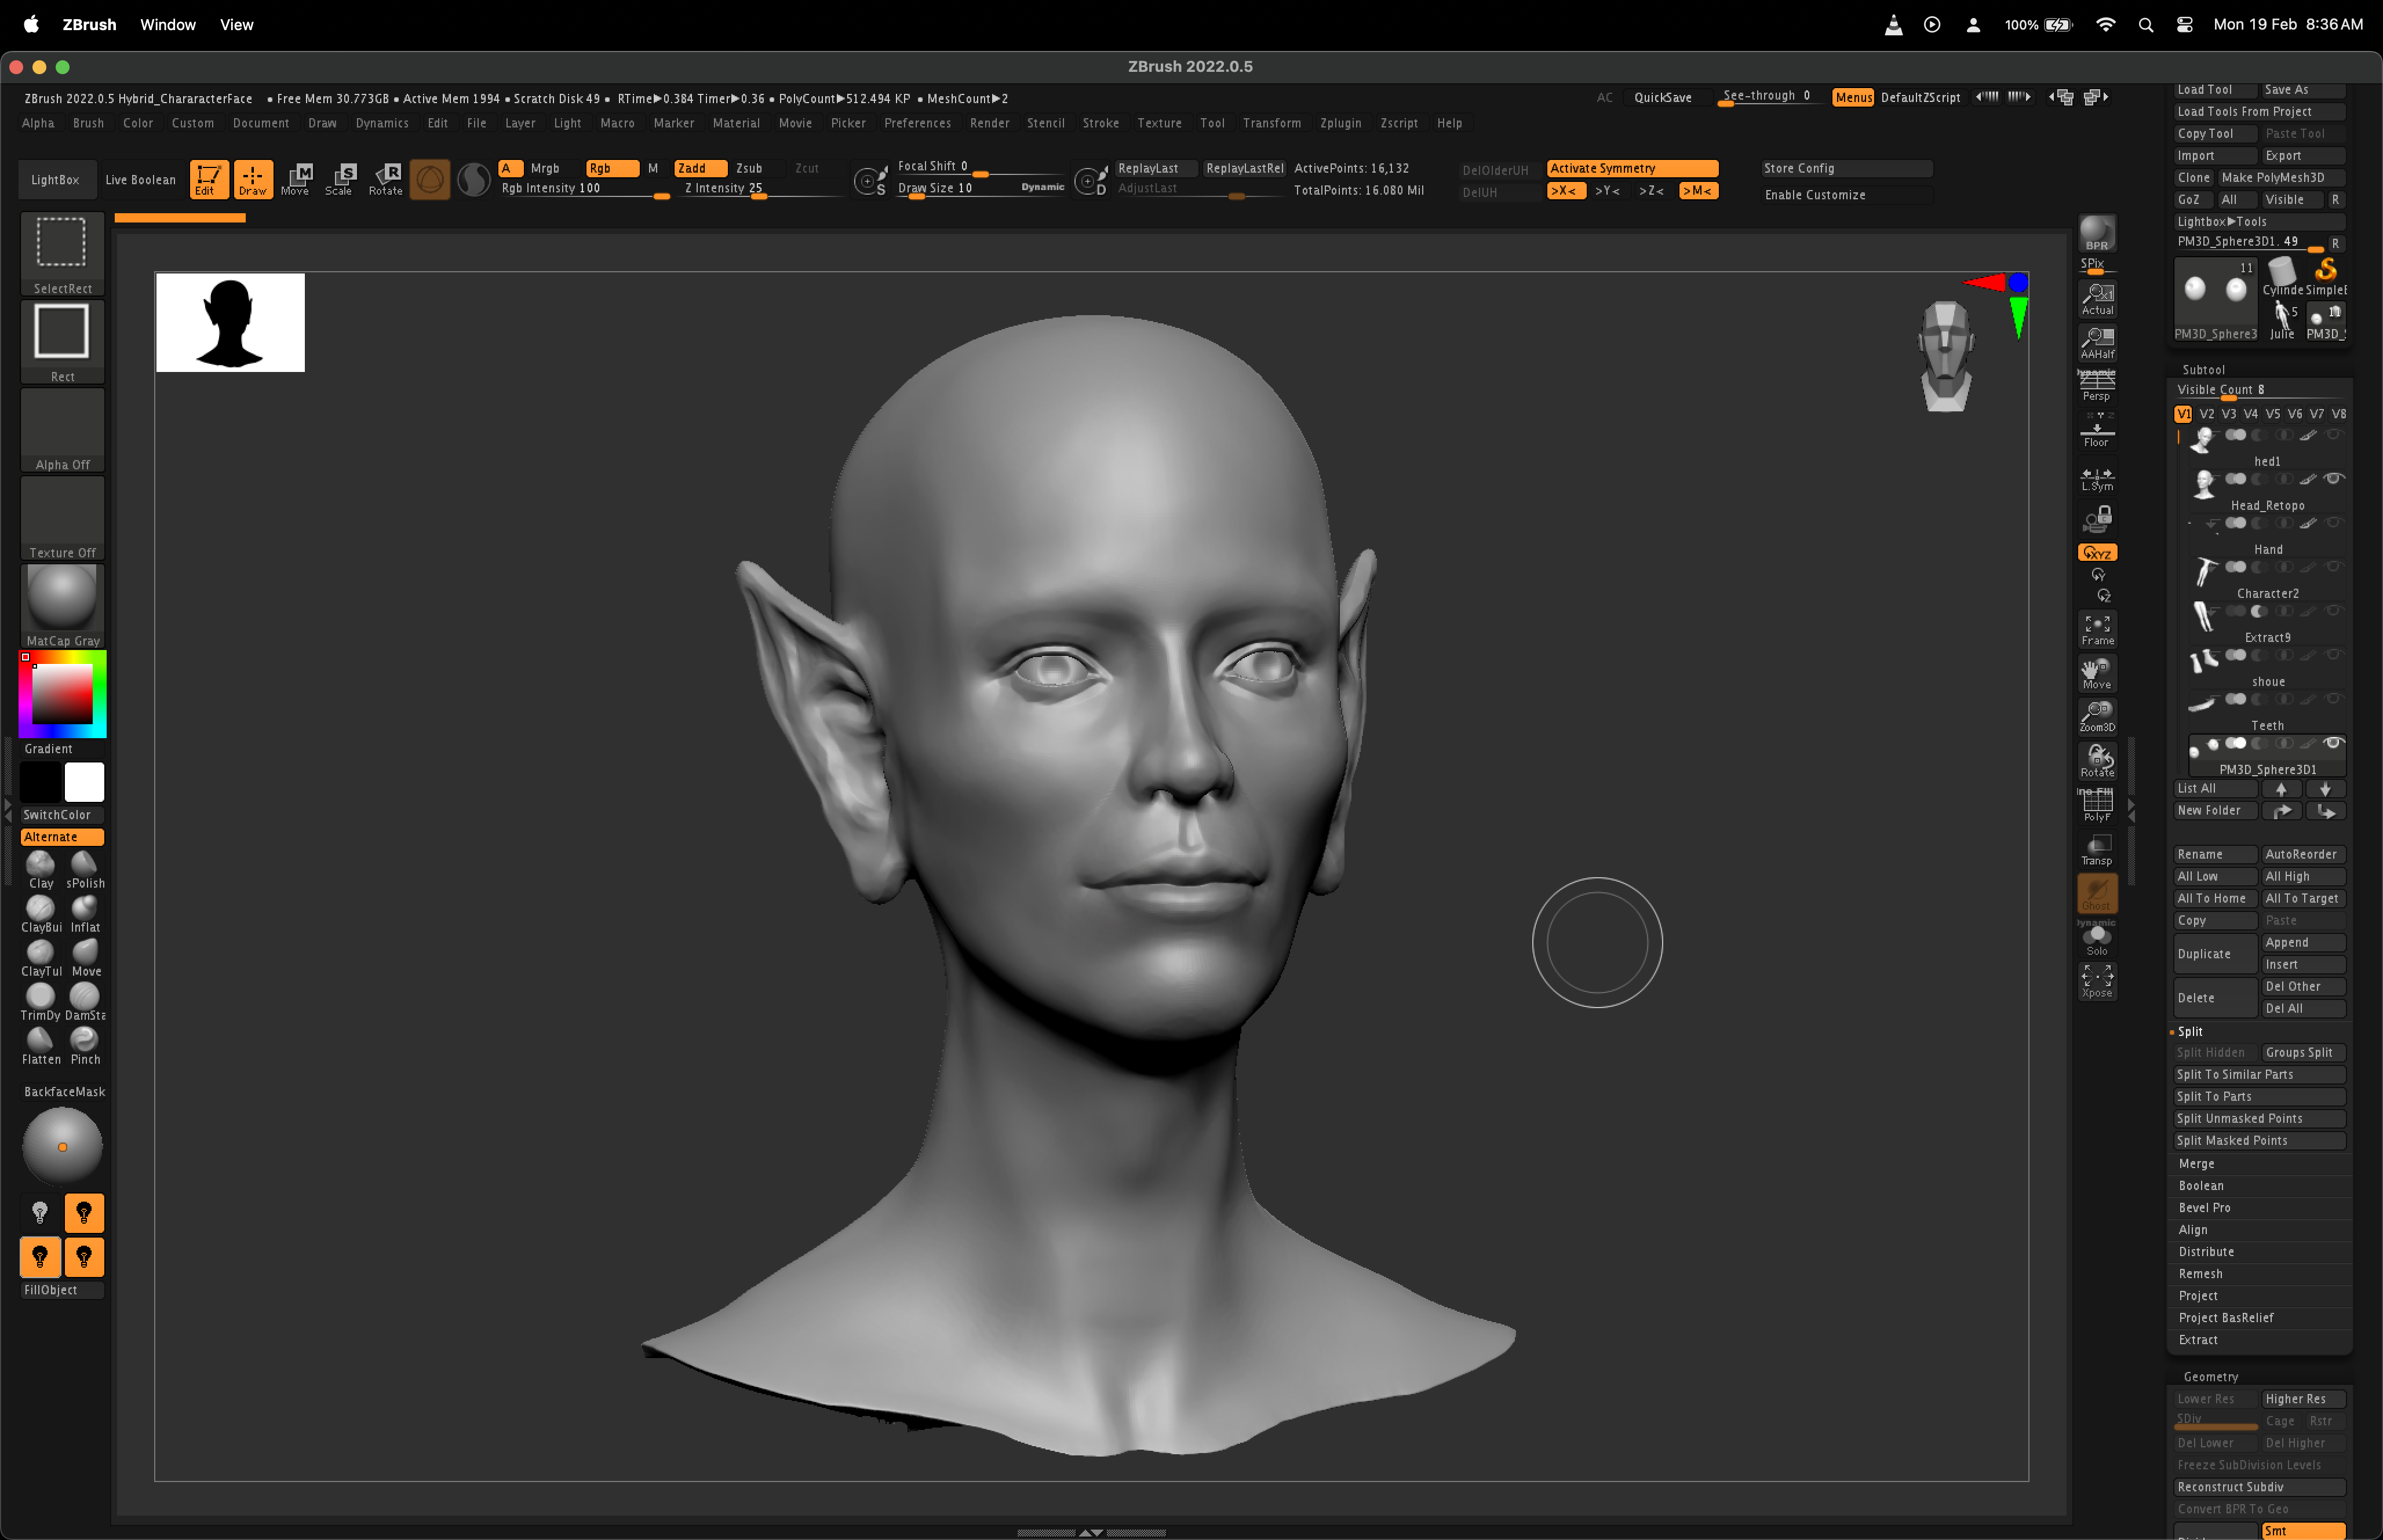 ZBrush Window View 100% Mon 19 Feb 8:36AM
ZBrush 2022.0.5
ZBrush 2022.0.5 Hybrid_ChararacterFace • Free Mem 30.773GB • Active Mem 1994 • Scratch Disk 49 • RTime▶0.384 Timer▶0.36 • PolyCount▶512.494 KP • MeshCount▶2
AC QuickSave See-through 0 Menus DefaultZScript
Alpha Brush Color Custom Document Draw Dynamics Edit File Layer Light Macro Marker Material Movie Picker Preferences Render Stencil Stroke Texture Tool Transform Zplugin Zscript Help
LightBox Live Boolean Edit Draw Move Scale Rotate
A Mrgb Rgb M Zadd Zsub Zcut
Rgb Intensity 100 Z Intensity 25
Focal Shift 0
Draw Size 10 Dynamic
S D
ReplayLast ReplayLastRel
AdjustLast
ActivePoints: 16,132
TotalPoints: 16.080 Mil
DelOlderUH
DelUH
Activate Symmetry
>X< >Y< >Z< >M<
Store Config
Enable Customize
SelectRect
Rect
Alpha Off
Texture Off
MatCap Gray
Gradient
SwitchColor
Alternate
Clay sPolish
ClayBui Inflat
ClayTul Move
TrimDy DamSta
Flatten Pinch
BackfaceMask
FillObject
BPR
SPix
Actual
AAHalf
Dynamic
Persp
Floor
L.Sym
XYZ
Y
Z
Frame
Move
Zoom3D
Rotate
PolyF
Transp
Ghost
Dynamic
Solo
Xpose
Load Tool Save As
Load Tools From Project
Copy Tool Paste Tool
Import Export
Clone Make PolyMesh3D
GoZ All Visible R
Lightbox▶Tools
PM3D_Sphere3D1. 49 R
11
Cylinde SimpleB
5 11
PM3D_Sphere3 Julie PM3D_S
Subtool
Visible Count 8
V1 V2 V3 V4 V5 V6 V7 V8
hed1
Head_Retopo
Hand
Character2
Extract9
shoue
Teeth
PM3D_Sphere3D1
List All
New Folder
Rename AutoReorder
All Low All High
All To Home All To Target
Copy Paste
Duplicate Append
Insert
Delete Del Other
Del All
Split
Split Hidden Groups Split
Split To Similar Parts
Split To Parts
Split Unmasked Points
Split Masked Points
Merge
Boolean
Bevel Pro
Align
Distribute
Remesh
Project
Project BasRelief
Extract
Geometry
Lower Res Higher Res
SDiv Cage Rstr
Del Lower Del Higher
Freeze SubDivision Levels
Reconstruct Subdiv
Convert BPR To Geo
Smt